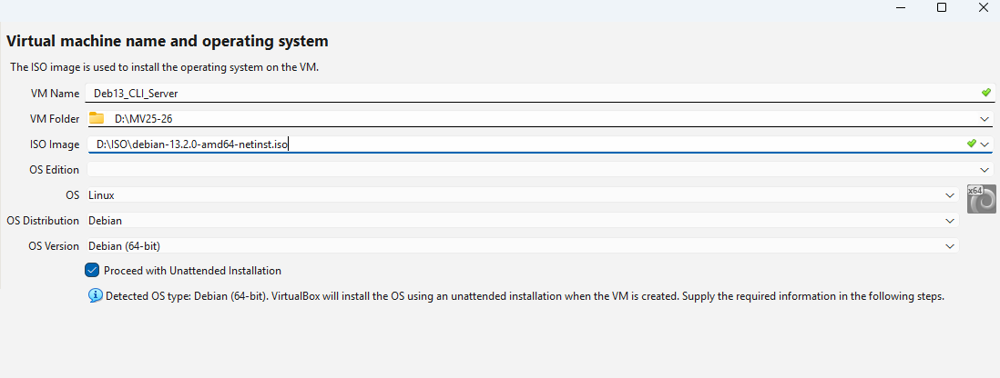 Virtual machine name and operating system
The ISO image is used to install the operating system on the VM.
VM Name Deb13_CLI_Server
VM Folder D:\MV25-26
ISO Image D:\ISO\debian-13.2.0-amd64-netinst.iso
OS Edition
OS Linux x64
OS Distribution Debian
OS Version Debian (64-bit)
Proceed with Unattended Installation
Detected OS type: Debian (64-bit). VirtualBox will install the OS using an unattended installation when the VM is created. Supply the required information in the following steps.